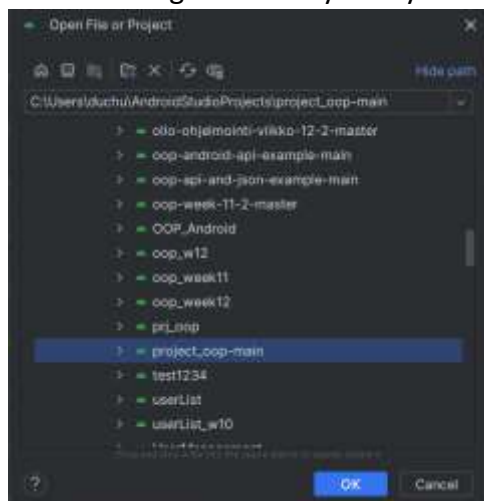 Open File or Project
Hide path
C:\Users\duchu\AndroidStudioProjects\project_oop-main
olio-ohjelmointi-viikko-12-2-master
oop-android-api-example-main
oop-api-and-json-example-main
oop-week-11-2-master
OOP_Android
oop_w12
oop_week11
oop_week12
prj_oop
project_oop-main
test1234
userList
userList_w10
?
OK
Cancel